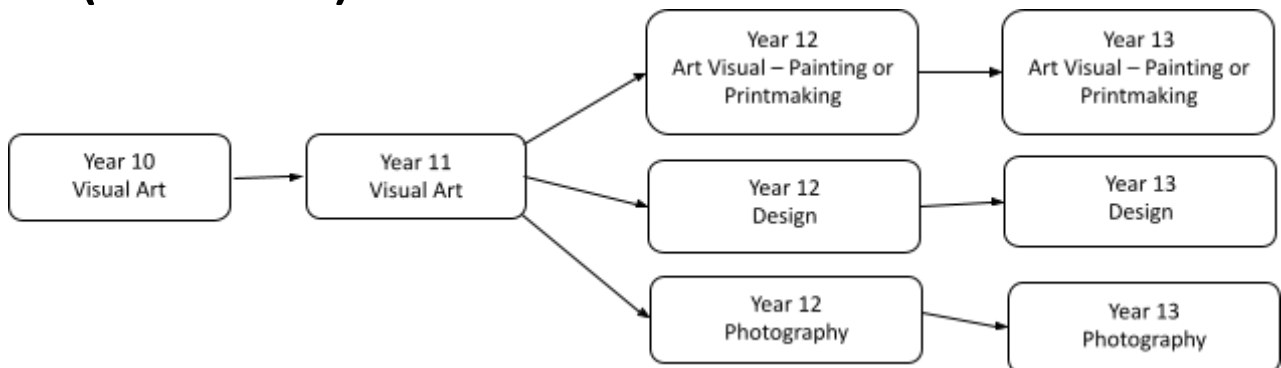 Year 10
Visual Art
Year 11
Visual Art
Year 12
Art Visual – Painting or
Printmaking
Year 13
Art Visual – Painting or
Printmaking
Year 12
Design
Year 13
Design
Year 12
Photography
Year 13
Photography